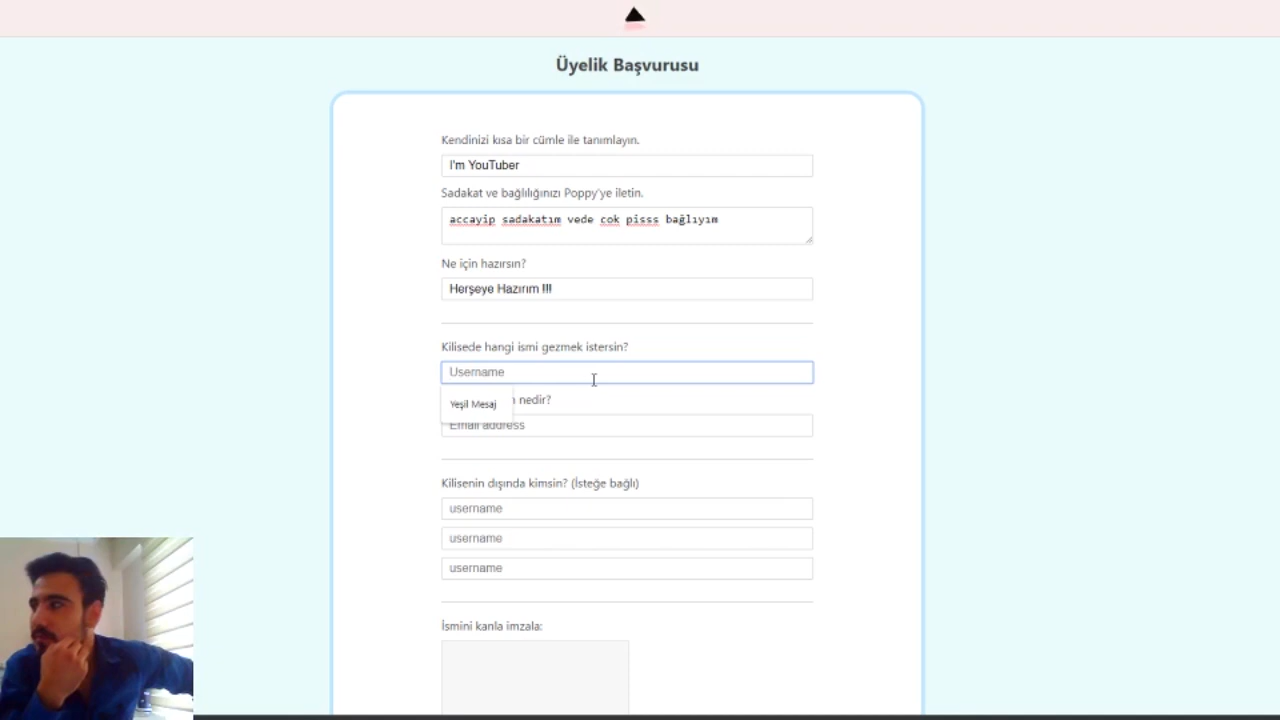 Üyelik Başvurusu
Kendinizi kısa bir cümle ile tanımlayın.
I'm YouTuber
Sadakat ve bağlılığınızı Poppy'ye iletin.
accayip sadakatım vede cok pisss bağlıyım
Ne için hazırsın?
Herşeye Hazırım !!!
Kilisede hangi ismi gezmek istersin?
Username
Yeşil Mesaj
nedir?
Email address
Kilisenin dışında kimsin? (İsteğe bağlı)
username
username
username
İsmini kanla imzala: